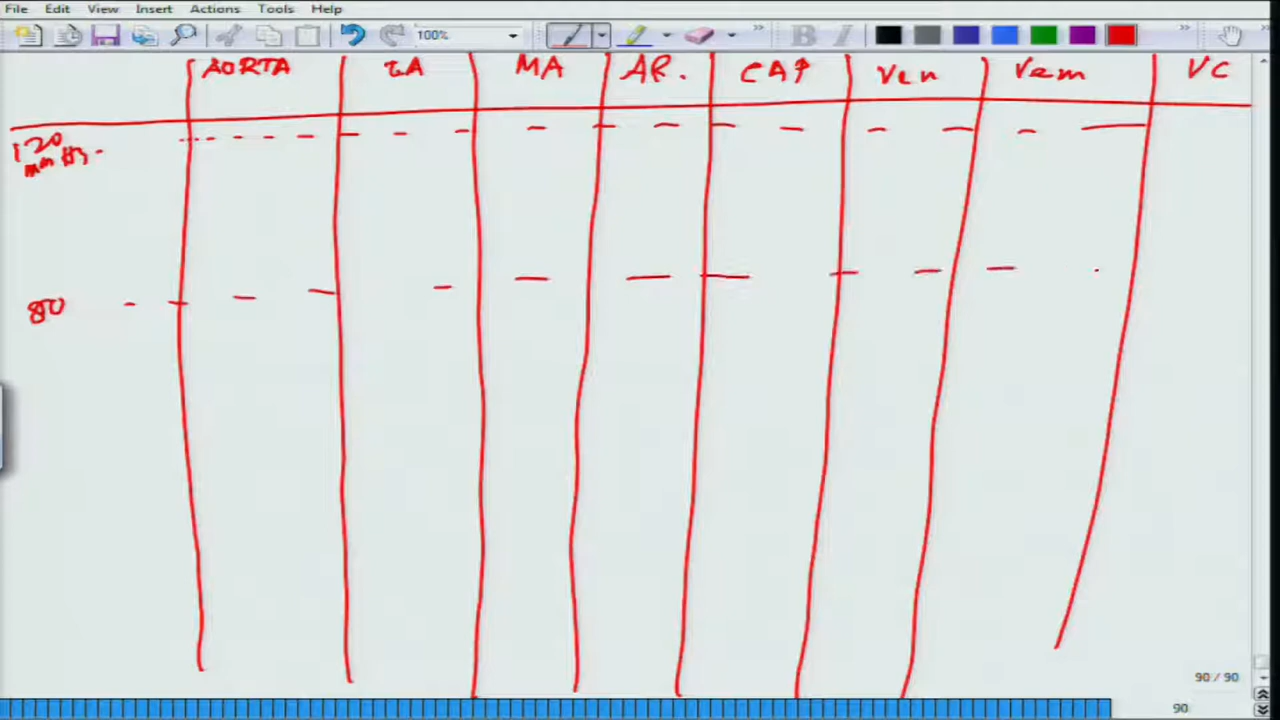 File Edit View Insert Actions Tools Help
100%
B I
AORTA LA MA AR. CAP Ven Vem VC
120
mm Hg.
80
90 / 90
90